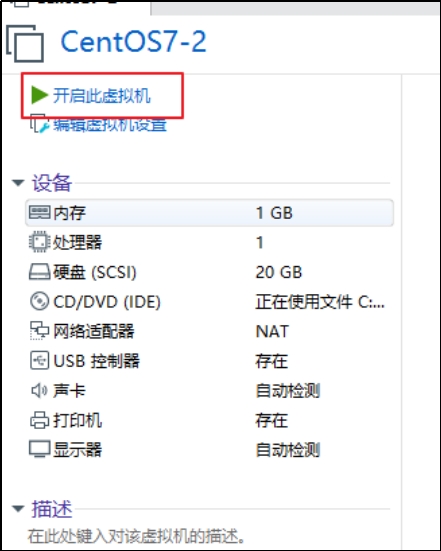 CentOS7-2
开启此虚拟机
编辑虚拟机设置
设备
内存 1 GB
处理器 1
硬盘 (SCSI) 20 GB
CD/DVD (IDE) 正在使用文件 C:...
网络适配器 NAT
USB 控制器 存在
声卡 自动检测
打印机 存在
显示器 自动检测
描述
在此处键入对该虚拟机的描述。